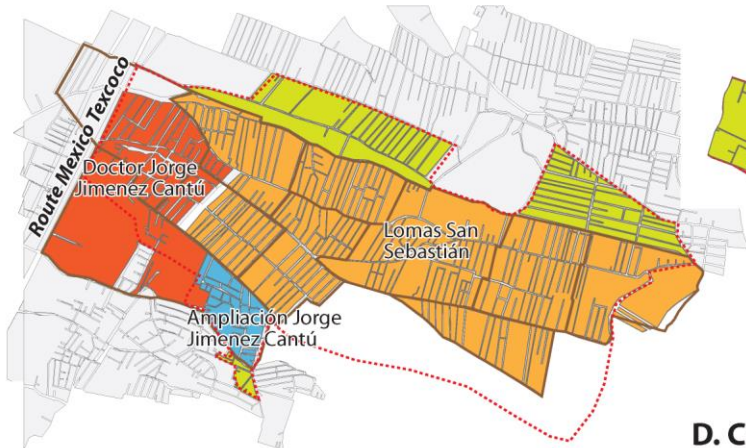 Route Mexico Texcoco
Doctor Jorge
Jimenez Cantú
Lomas San
Sebastián
Ampliación Jorge
Jimenez Cantú
D. C